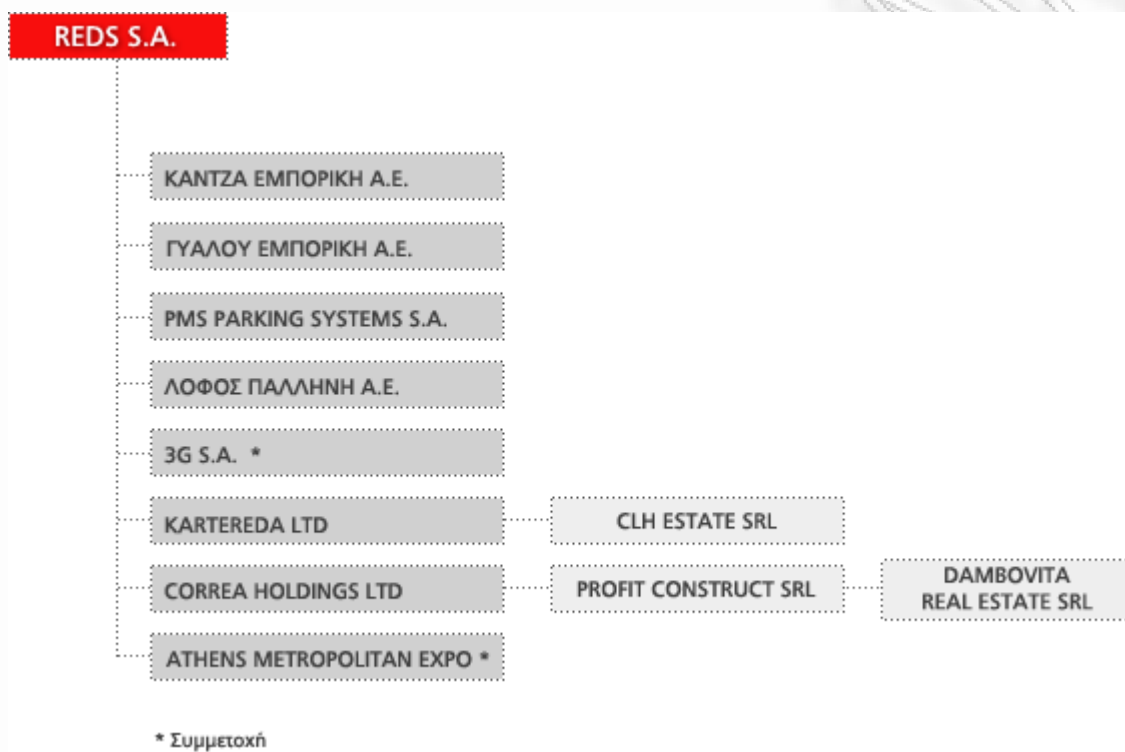 REDS S.A.
ΚΑΝΤΖΑ ΕΜΠΟΡΙΚΗ Α.Ε.
ΓΥΑΛΟΥ ΕΜΠΟΡΙΚΗ Α.Ε.
PMS PARKING SYSTEMS S.A.
ΛΟΦΟΣ ΠΑΛΛΗΝΗ Α.Ε.
3G S.A. *
KARTEREDA LTD
CLH ESTATE SRL
CORREA HOLDINGS LTD
PROFIT CONSTRUCT SRL
DAMBOVITA
REAL ESTATE SRL
ATHENS METROPOLITAN EXPO *
* Συμμετοχή